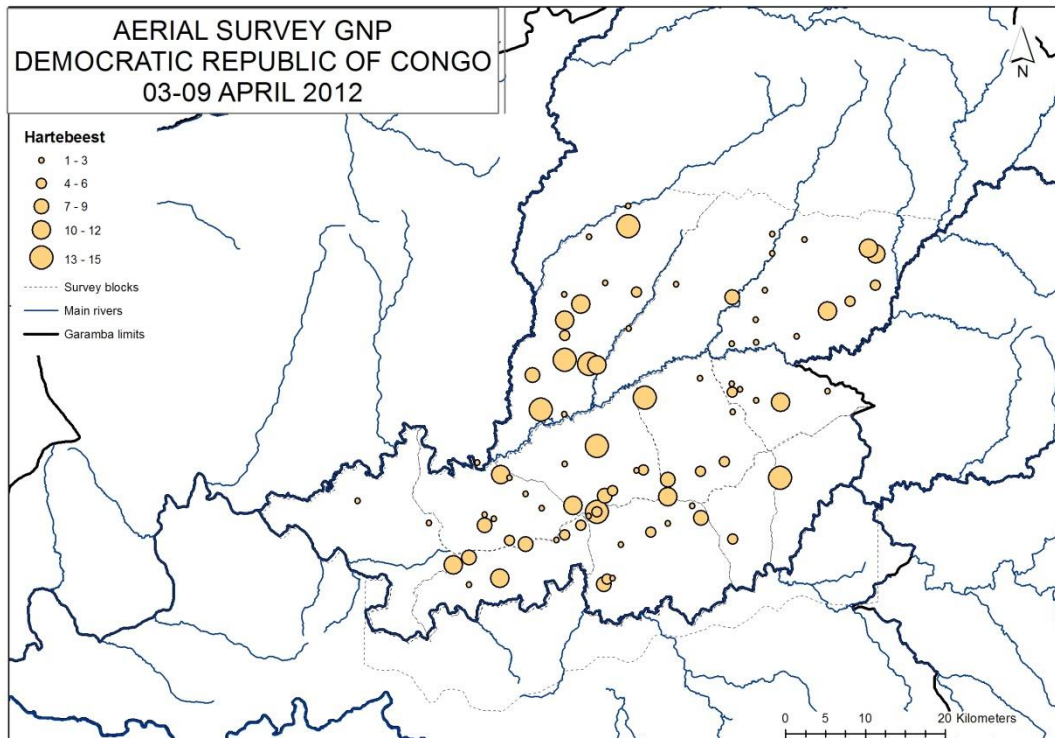 AERIAL SURVEY GNP
DEMOCRATIC REPUBLIC OF CONGO
03-09 APRIL 2012
N
Hartebeest
1 - 3
4 - 6
7 - 9
10 - 12
13 - 15
Survey blocks
Main rivers
Garamba limits
0 5 10 20 Kilometers